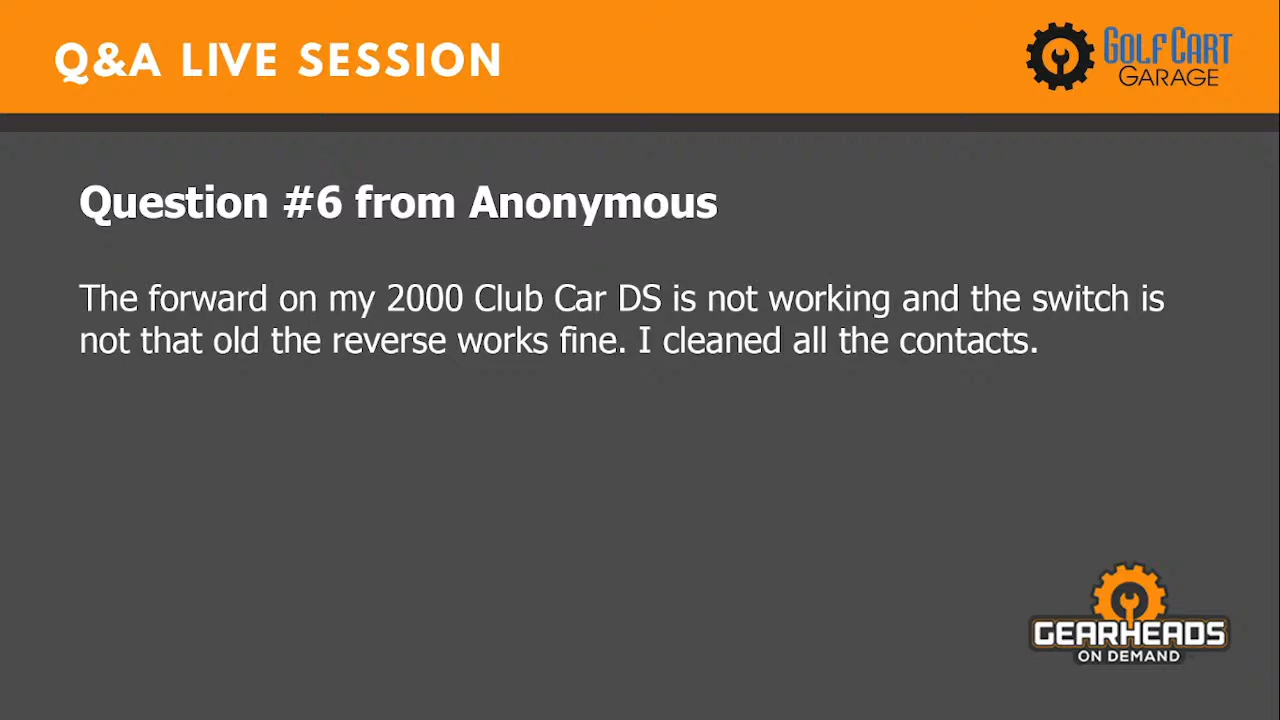 Q&A LIVE SESSION
GOLF CART
GARAGE
Question #6 from Anonymous
The forward on my 2000 Club Car DS is not working and the switch is
not that old the reverse works fine. I cleaned all the contacts.
GEARHEADS
ON DEMAND